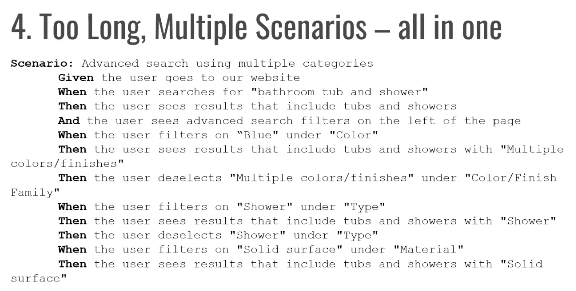 4. Too Long, Multiple Scenarios – all in one
Scenario: Advanced search using multiple categories
Given the user goes to our website
When the user searches for "bathroom tub and shower"
Then the user sees results that include tubs and showers
And the user sees advanced search filters on the left of the page
When the user filters on “Blue" under "Color"
Then the user sees results that include tubs and showers with "Multiple
colors/finishes"
Then the user deselects "Multiple colors/finishes" under "Color/Finish
Family"
When the user filters on "Shower" under "Type"
Then the user sees results that include tubs and showers with "Shower"
Then the user deselects "Shower" under "Type"
When the user filters on "Solid surface" under "Material"
Then the user sees results that include tubs and showers with "Solid
surface"